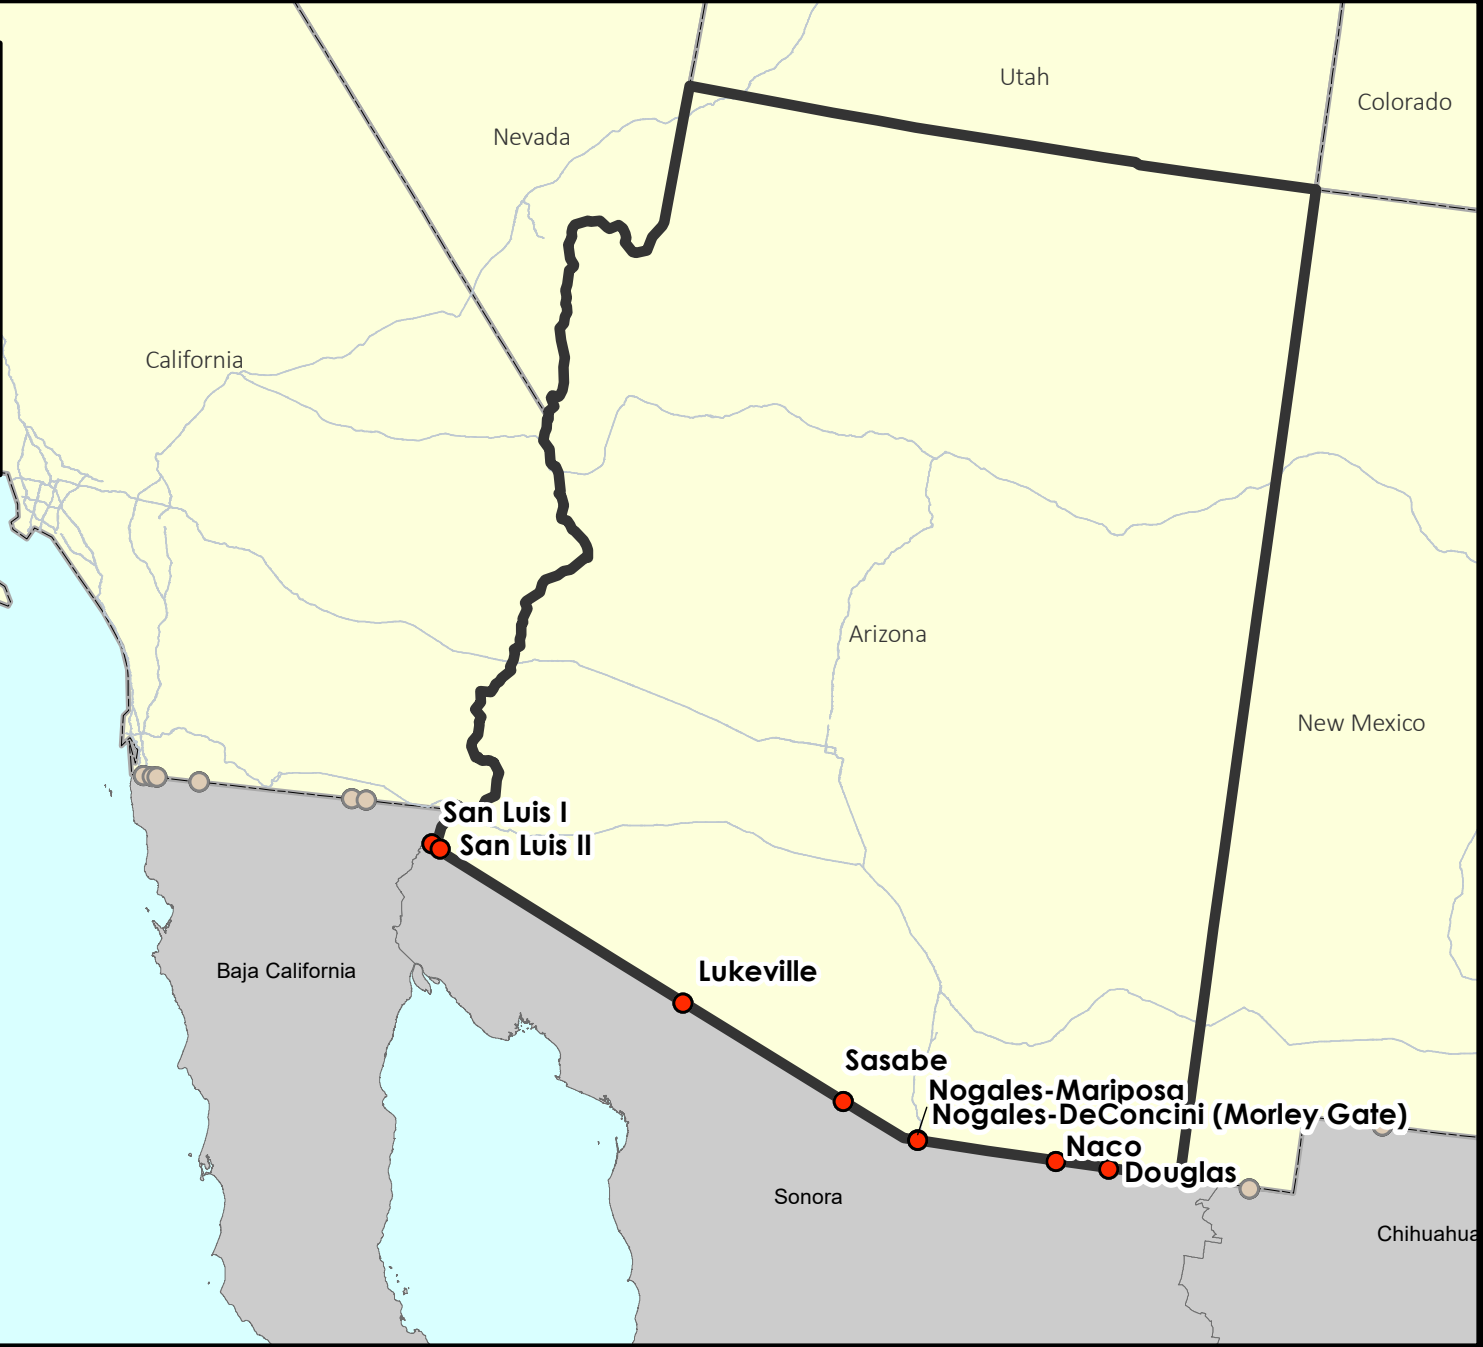 Utah
Colorado
Nevada
California
Arizona
New Mexico
San Luis I
San Luis II
Baja California
Lukeville
Sasabe
Nogales-Mariposa
Nogales-DeConcini (Morley Gate)
Naco
Douglas
Sonora
Chihuahua